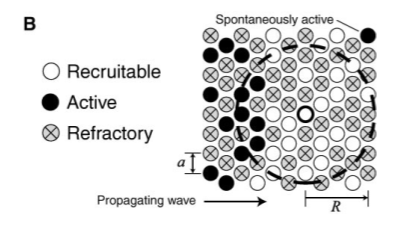 B
Spontaneously active
Recruitable
Active
Refractory
a
Propagating wave
R